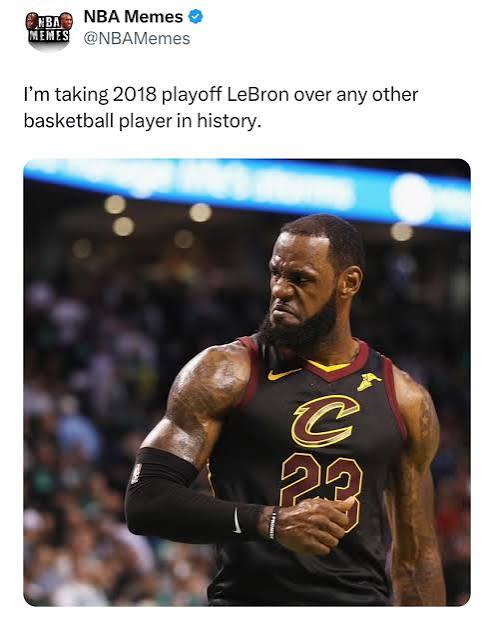 NBA
MEMES
NBA Memes
@NBAMemes
I’m taking 2018 playoff LeBron over any other
basketball player in history.
C
23